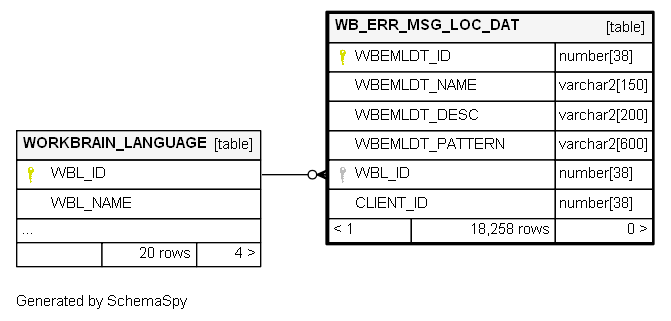 WB_ERR_MSG_LOC_DAT [table]
WBEMLDT_ID number[38]
WBEMLDT_NAME varchar2[150]
WBEMLDT_DESC varchar2[200]
WBEMLDT_PATTERN varchar2[600]
WBL_ID number[38]
CLIENT_ID number[38]
< 1 18,258 rows 0 >
WORKBRAIN_LANGUAGE [table]
WBL_ID
WBL_NAME
...
20 rows 4 >
Generated by SchemaSpy